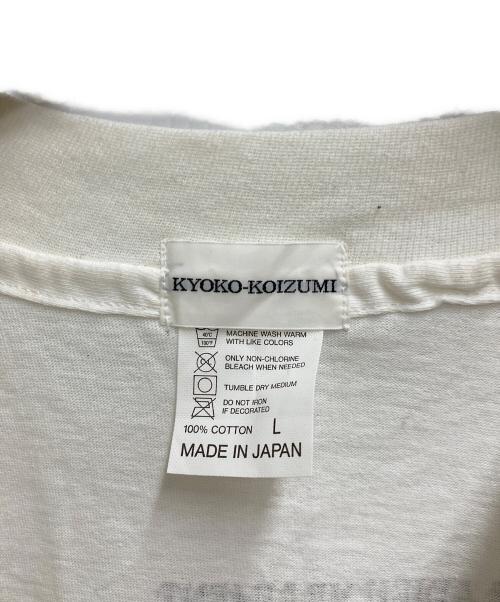 KYOKO-KOIZUMI
40℃
100°F
MACHINE WASH WARM
WITH LIKE COLORS
ONLY NON-CHLORINE
BLEACH WHEN NEEDED
TUMBLE DRY MEDIUM
DO NOT IRON
IF DECORATED
100% COTTON L
MADE IN JAPAN